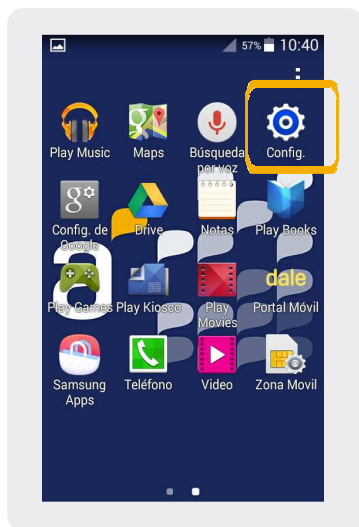 57% 10:40
Play Music Maps Búsqueda por voz Config.
Config. de Google Drive Notas Play Books
Play Games Play Kiosco Play Movies dale Portal Móvil
Samsung Apps Teléfono Video Zona Movil